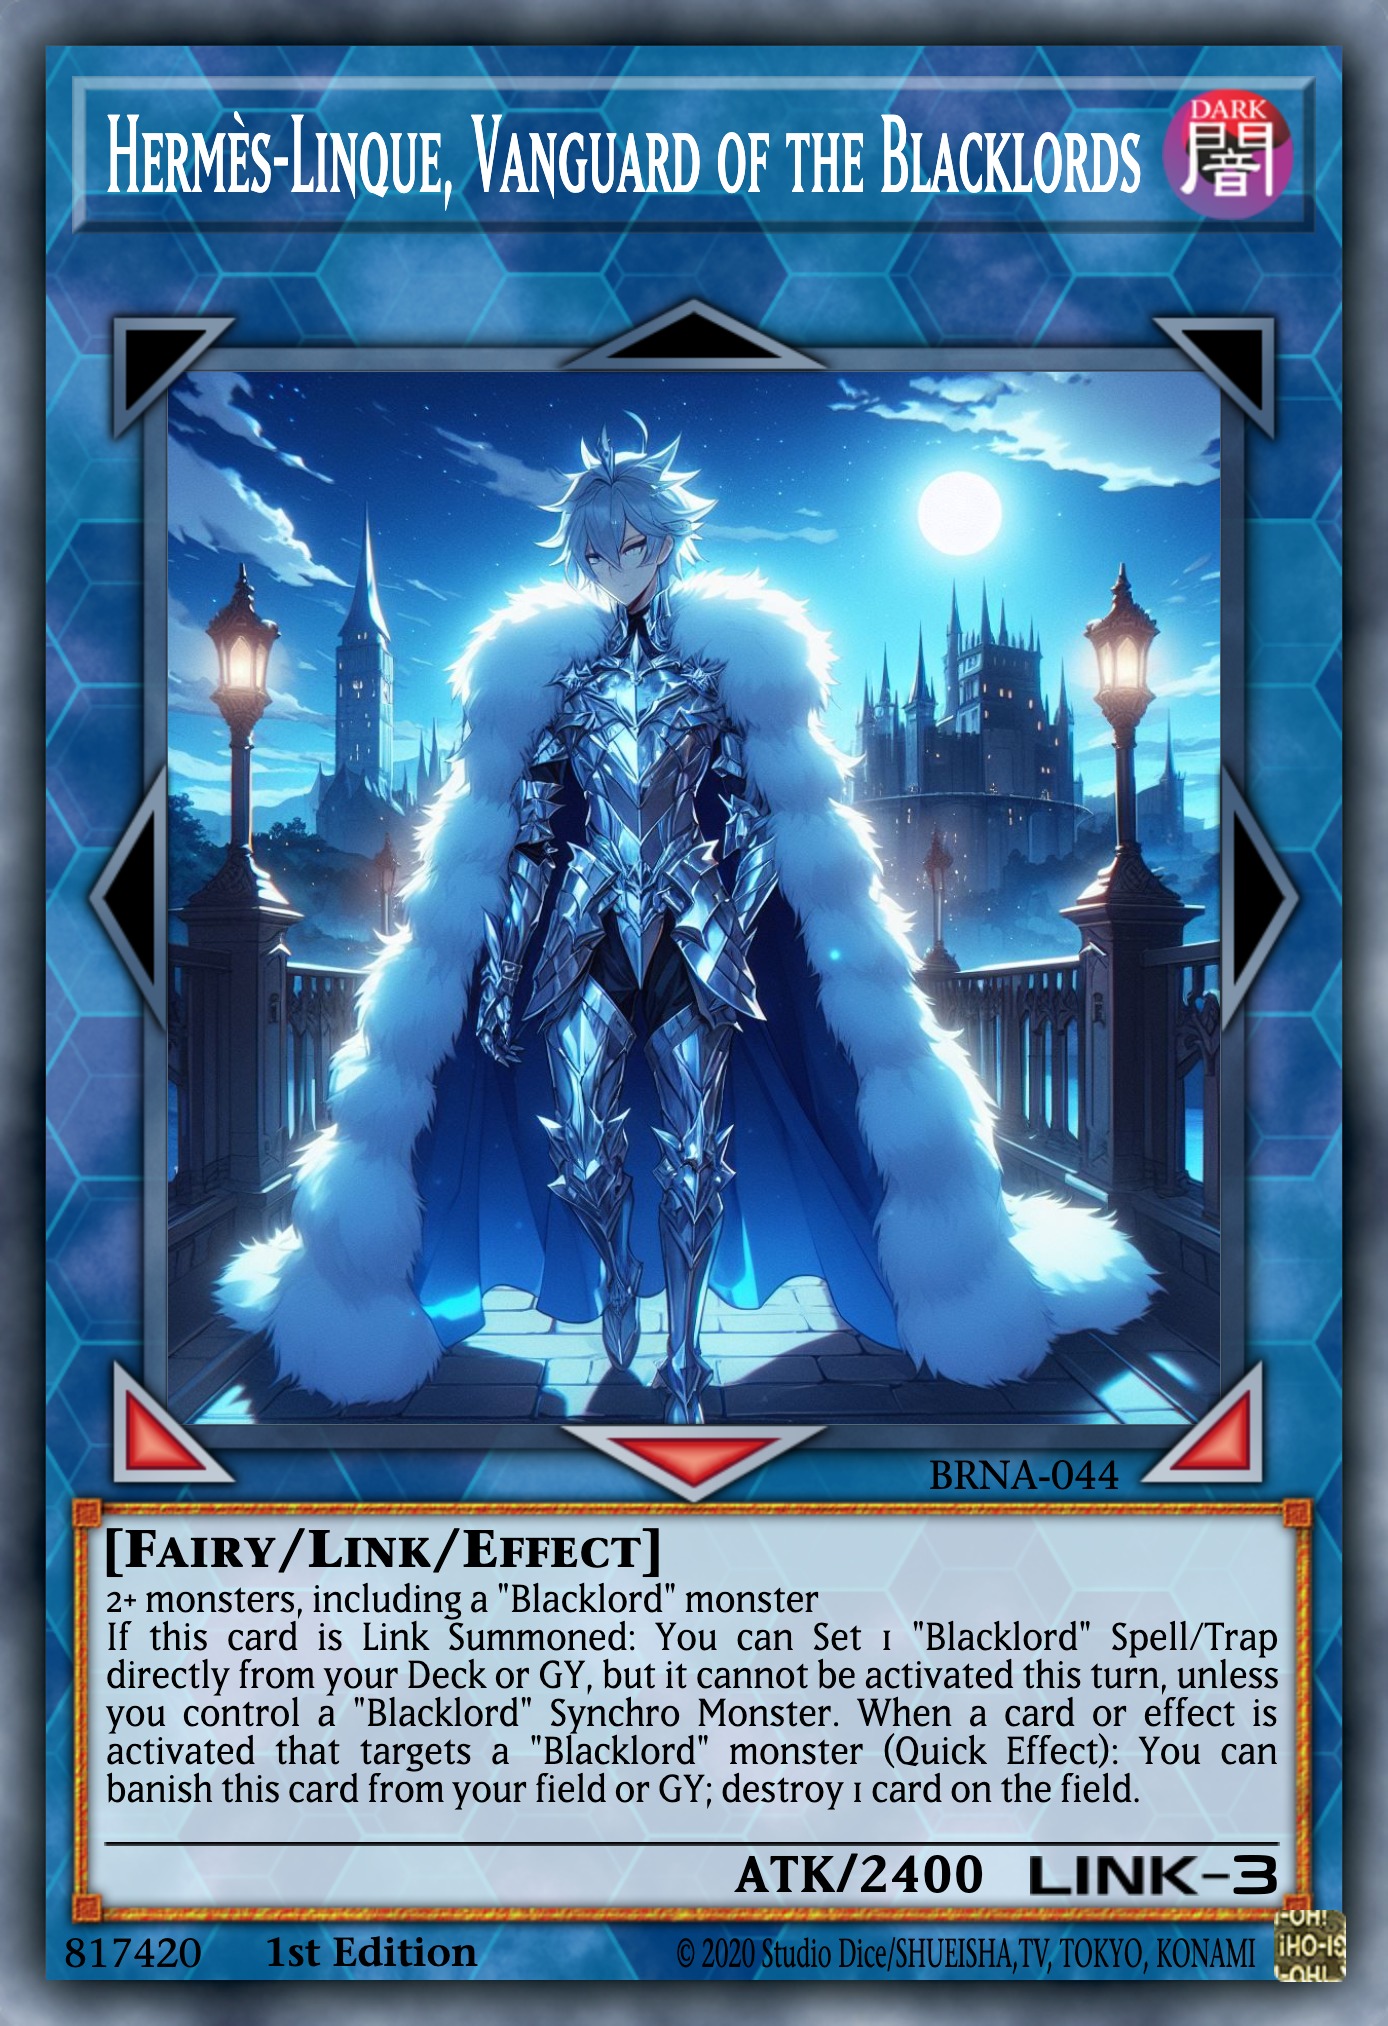 Hermès-Linque, Vanguard of the Blacklords
DARK
闇
BRNA-044
[Fairy/Link/Effect]
2+ monsters, including a "Blacklord" monster
If this card is Link Summoned: You can Set 1 "Blacklord" Spell/Trap
directly from your Deck or GY, but it cannot be activated this turn, unless
you control a "Blacklord" Synchro Monster. When a card or effect is
activated that targets a "Blacklord" monster (Quick Effect): You can
banish this card from your field or GY; destroy 1 card on the field.
ATK/2400 LINK-3
817420 1st Edition © 2020 Studio Dice/SHUEISHA,TV, TOKYO, KONAMI